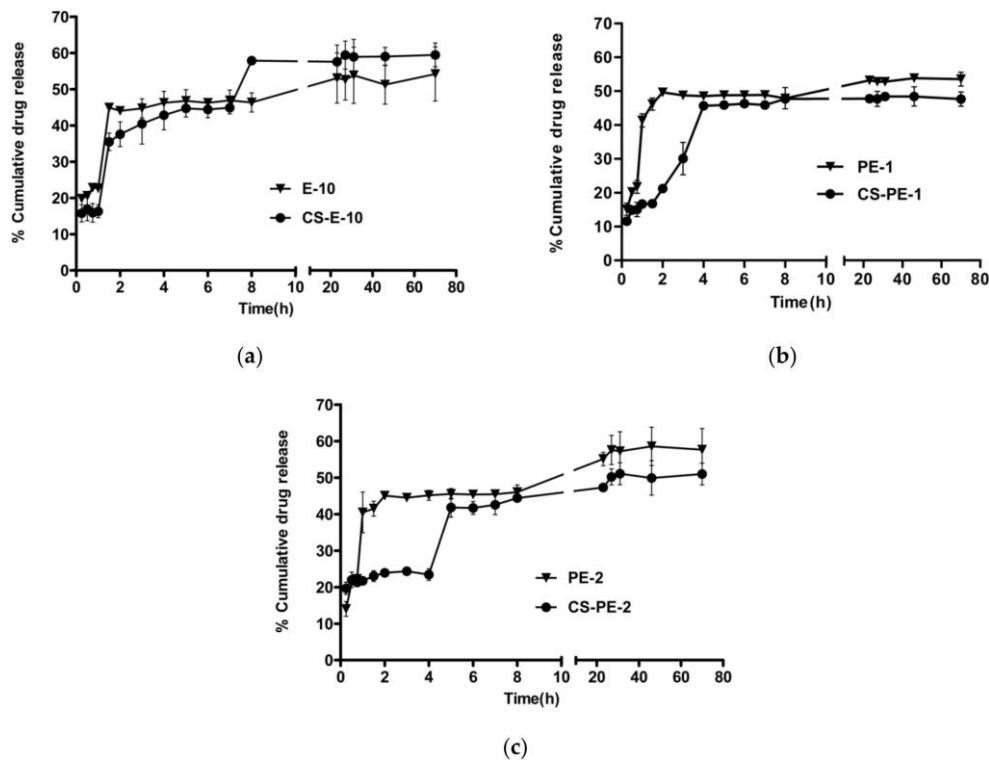 % Cumulative drug release
70
60
50
40
30
20
10
0
E-10
CS-E-10
0 2 4 6 8 10 20 40 60 80
Time(h)
(a)
% Cumulative drug release
70
60
50
40
30
20
10
0
PE-1
CS-PE-1
0 2 4 6 8 10 20 40 60 80
Time(h)
(b)
% Cumulative drug release
70
60
50
40
30
20
10
0
PE-2
CS-PE-2
0 2 4 6 8 10 20 40 60 80
Time(h)
(c)